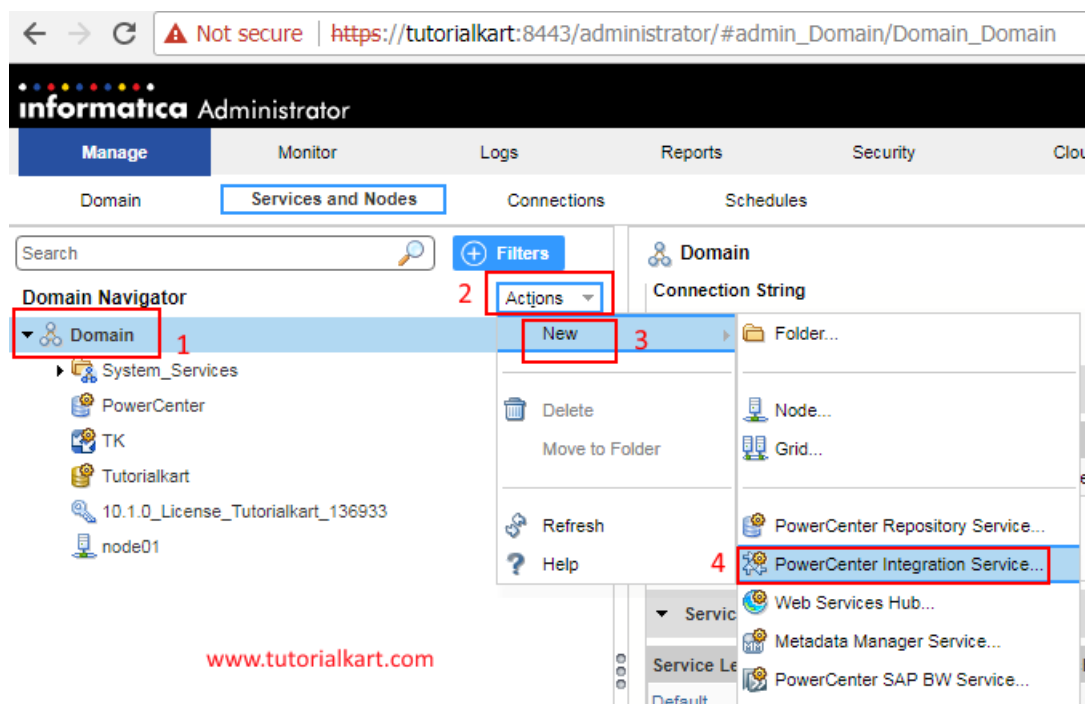 Not secure | https://tutorialkart:8443/administrator/#admin_Domain/Domain_Domain
informatica Administrator
Manage Monitor Logs Reports Security
Domain Services and Nodes Connections Schedules
Search Filters Domain
Domain Navigator 2 Actions Connection String
Domain 1 New 3 Folder...
System_Services
PowerCenter Delete Node...
TK Move to Folder Grid...
Tutorialkart
10.1.0_License_Tutorialkart_136933 Refresh PowerCenter Repository Service...
node01 Help 4 PowerCenter Integration Service...
Web Services Hub...
Metadata Manager Service...
www.tutorialkart.com
PowerCenter SAP BW Service...
Default